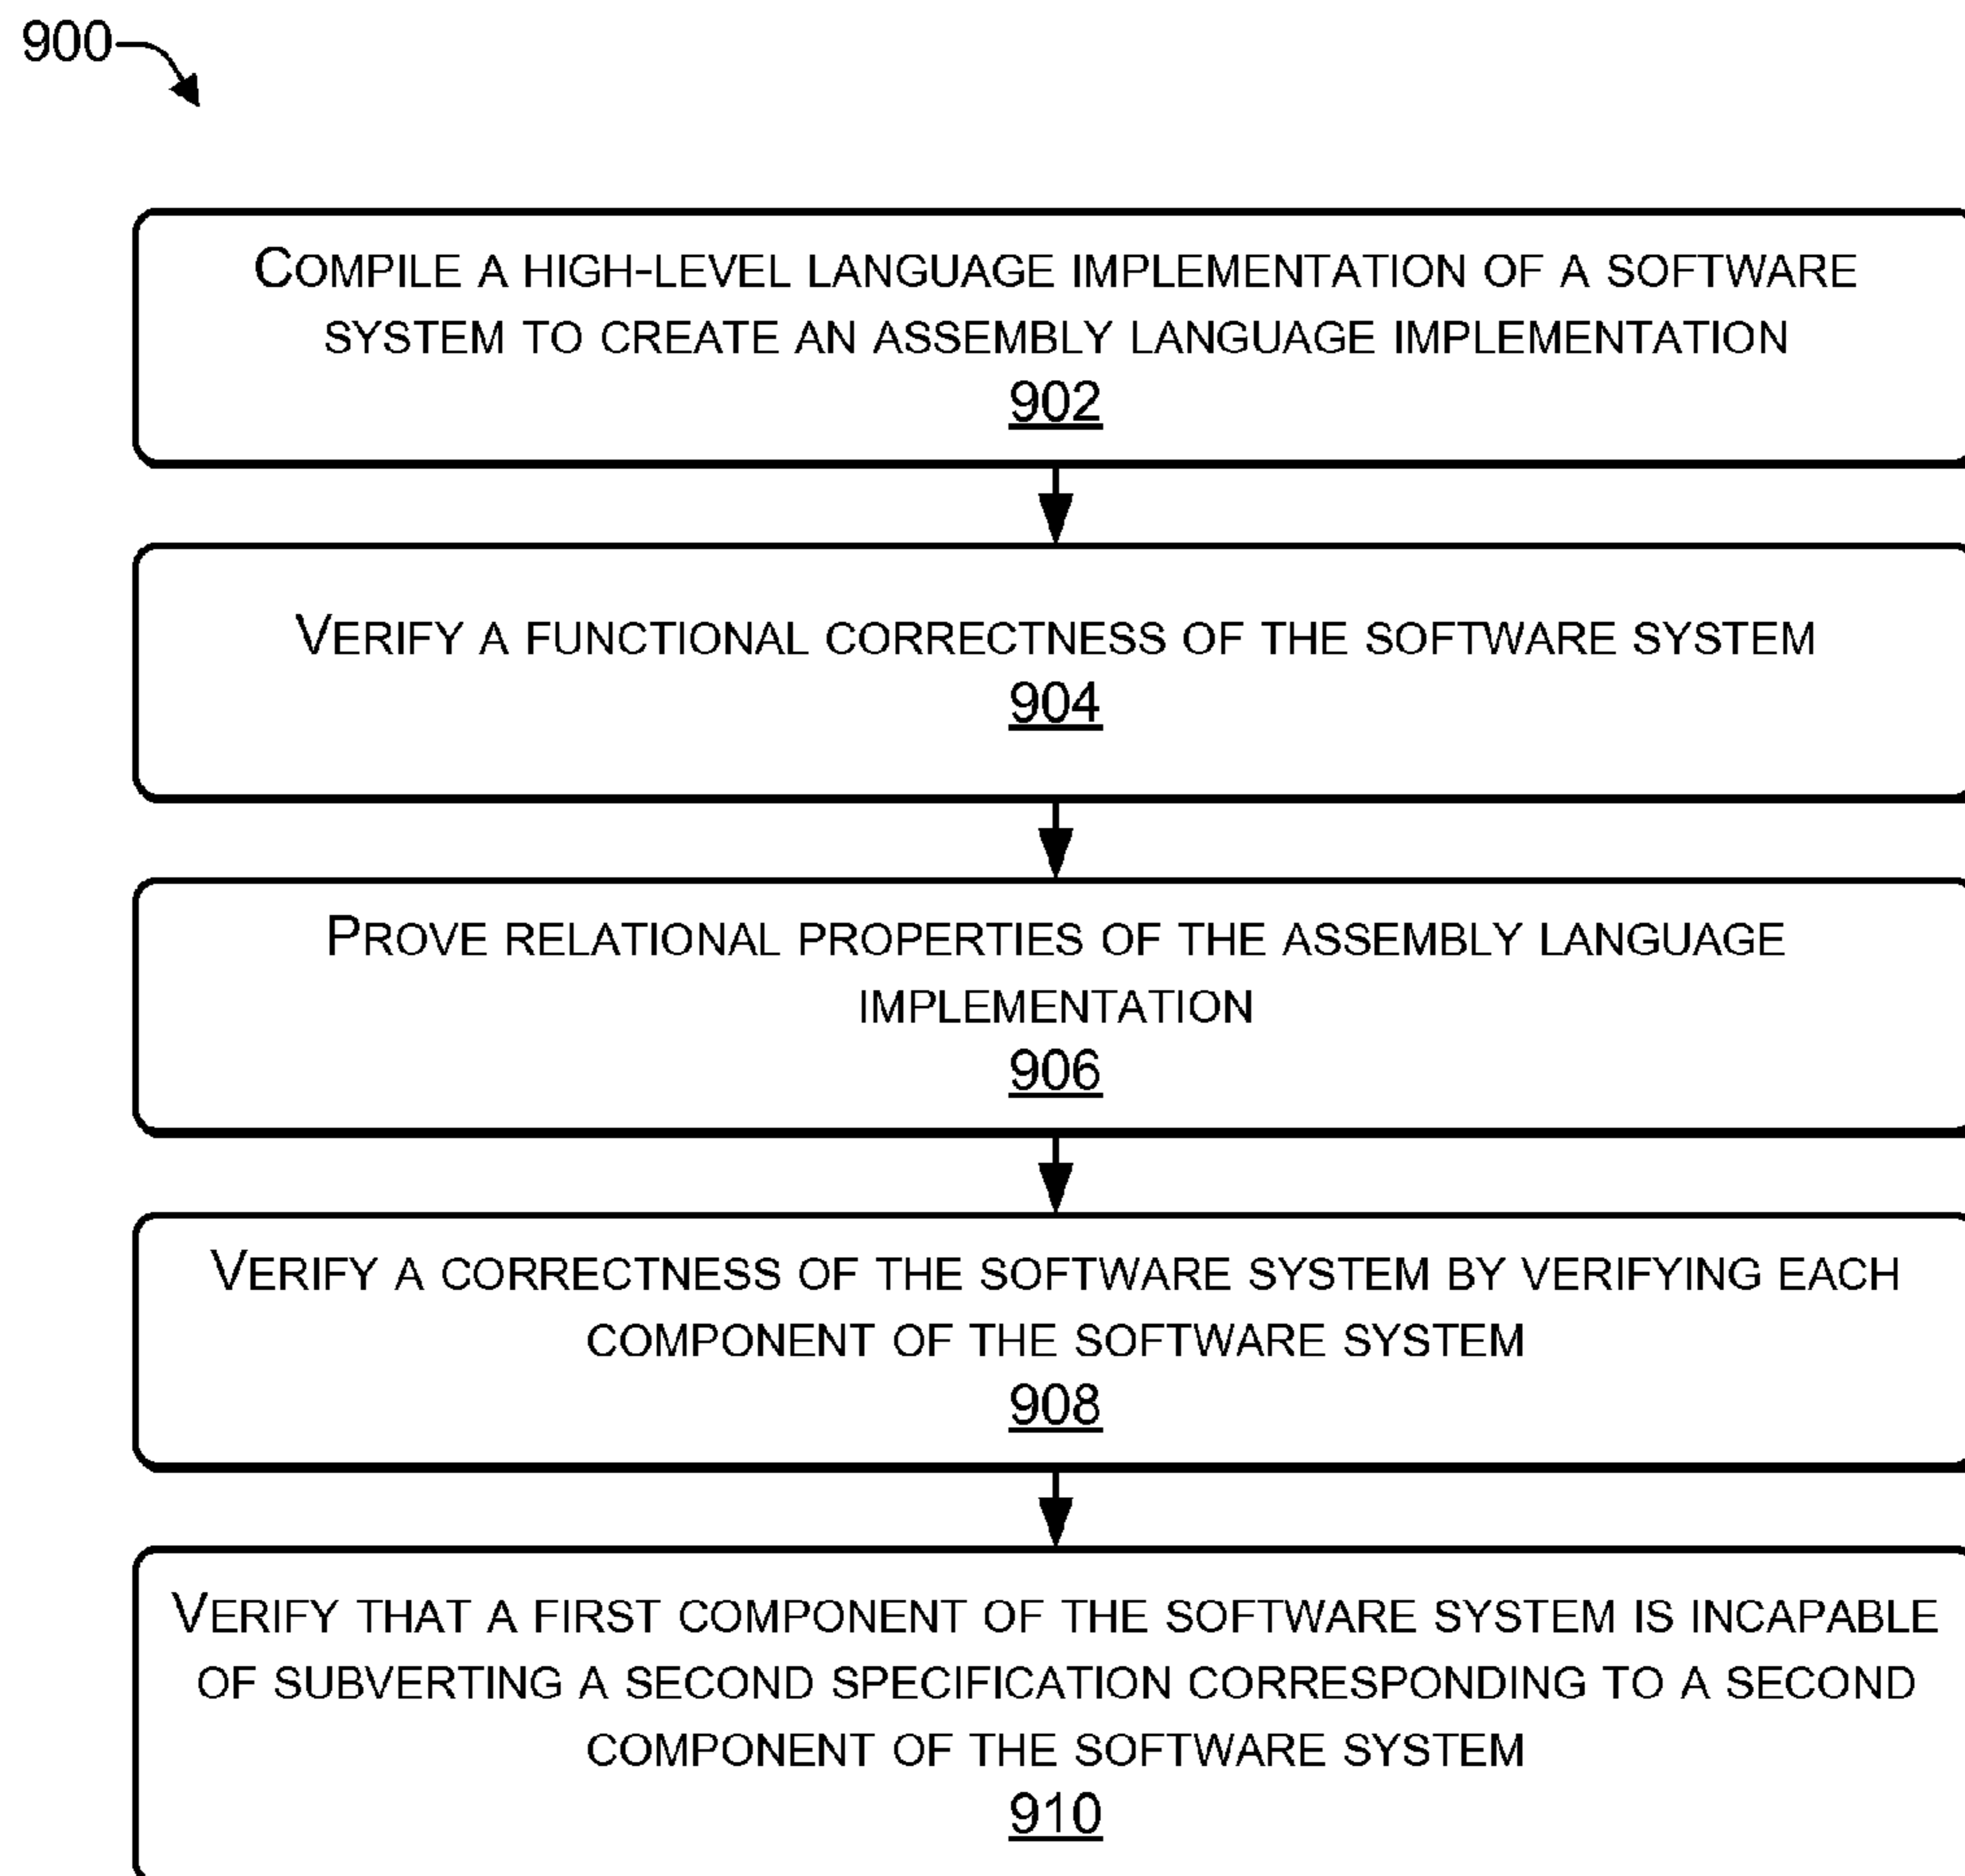 900
COMPILE A HIGH-LEVEL LANGUAGE IMPLEMENTATION OF A SOFTWARE
SYSTEM TO CREATE AN ASSEMBLY LANGUAGE IMPLEMENTATION
902
VERIFY A FUNCTIONAL CORRECTNESS OF THE SOFTWARE SYSTEM
904
PROVE RELATIONAL PROPERTIES OF THE ASSEMBLY LANGUAGE
IMPLEMENTATION
906
VERIFY A CORRECTNESS OF THE SOFTWARE SYSTEM BY VERIFYING EACH
COMPONENT OF THE SOFTWARE SYSTEM
908
VERIFY THAT A FIRST COMPONENT OF THE SOFTWARE SYSTEM IS INCAPABLE
OF SUBVERTING A SECOND SPECIFICATION CORRESPONDING TO A SECOND
COMPONENT OF THE SOFTWARE SYSTEM
910